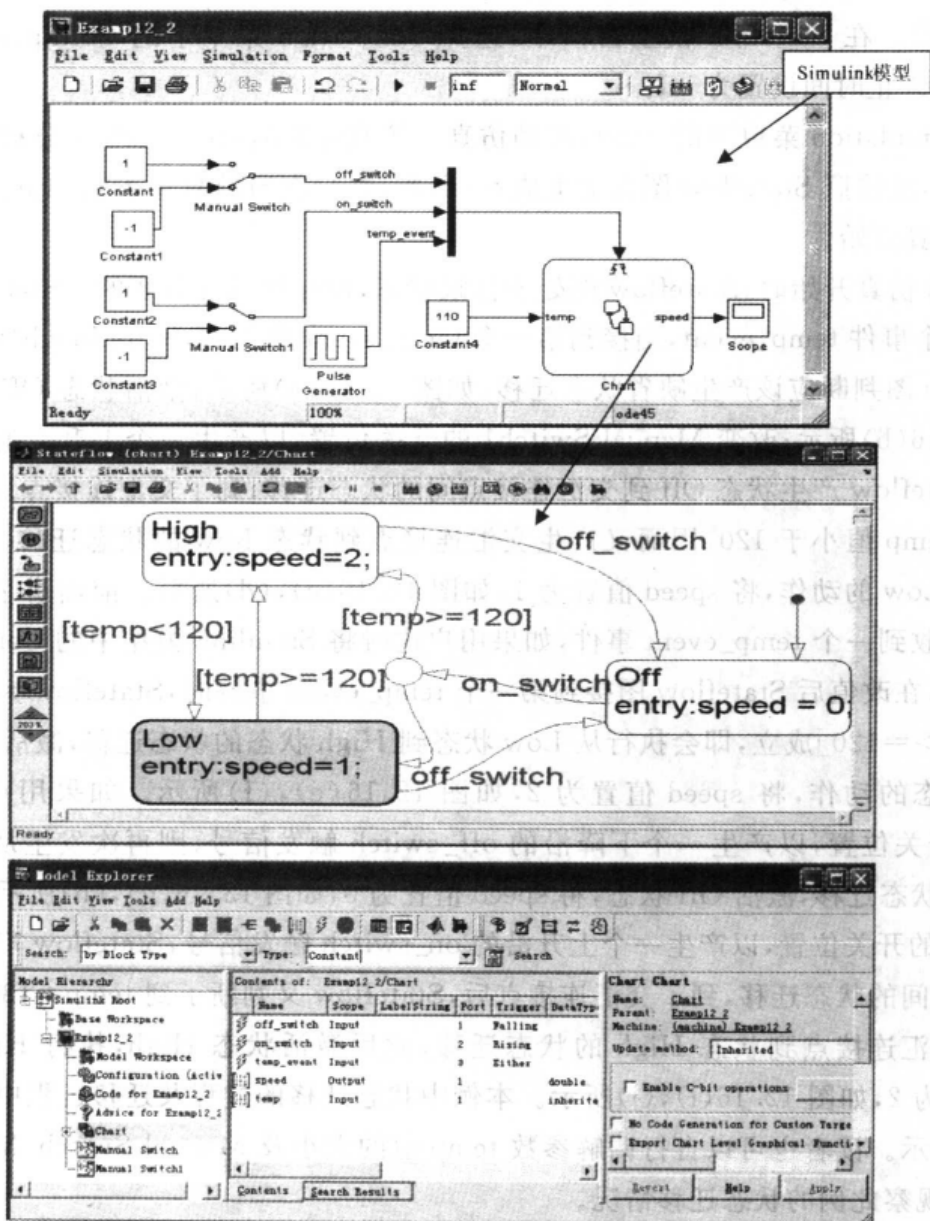 Examp12_2
File Edit View Simulation Format Tools Help
inf Normal
Simulink模型
1
Constant
-1
Constant1
Manual Switch
off_switch
on_switch
temp_event
1
Constant2
-1
Constant3
Manual Switch1
Pulse
Generator
110
Constant4
temp speed
Chart
Scope
Ready 100% ode45
Stateflow (chart) Examp12_2/Chart
File Edit Simulation View Tools Add Help
High
entry:speed=2;
off_switch
[temp<120]
[temp>=120]
[temp>=120]
on_switch
Off
entry:speed = 0;
Low
entry:speed=1;
off_switch
Ready
Model Explorer
File Edit View Tools Add Help
Search: by Block Type Type: Constant Search
Model Hierarchy
Simulink Root
Base Workspace
Examp12_2
Model Workspace
Configuration (Activ
Code for Examp12_2
Advice for Examp12_2
Chart
Manual Switch
Manual Switch1
Contents of: Examp12_2/Chart
Name Scope LabelString Port Trigger DataTyp
off_switch Input 1 Falling
on_switch Input 2 Rising
temp_event Input 3 Either
speed Output 1 double
temp Input 1 inherite
Contents Search Results
Chart Chart
Name: Chart
Parent: Examp12_2
Machine: (machine) Examp12_2
Update method: Inherited
Enable C-bit operations
No Code Generation for Custom Targe
Export Chart Level Graphical Functi
Revert Help Apply